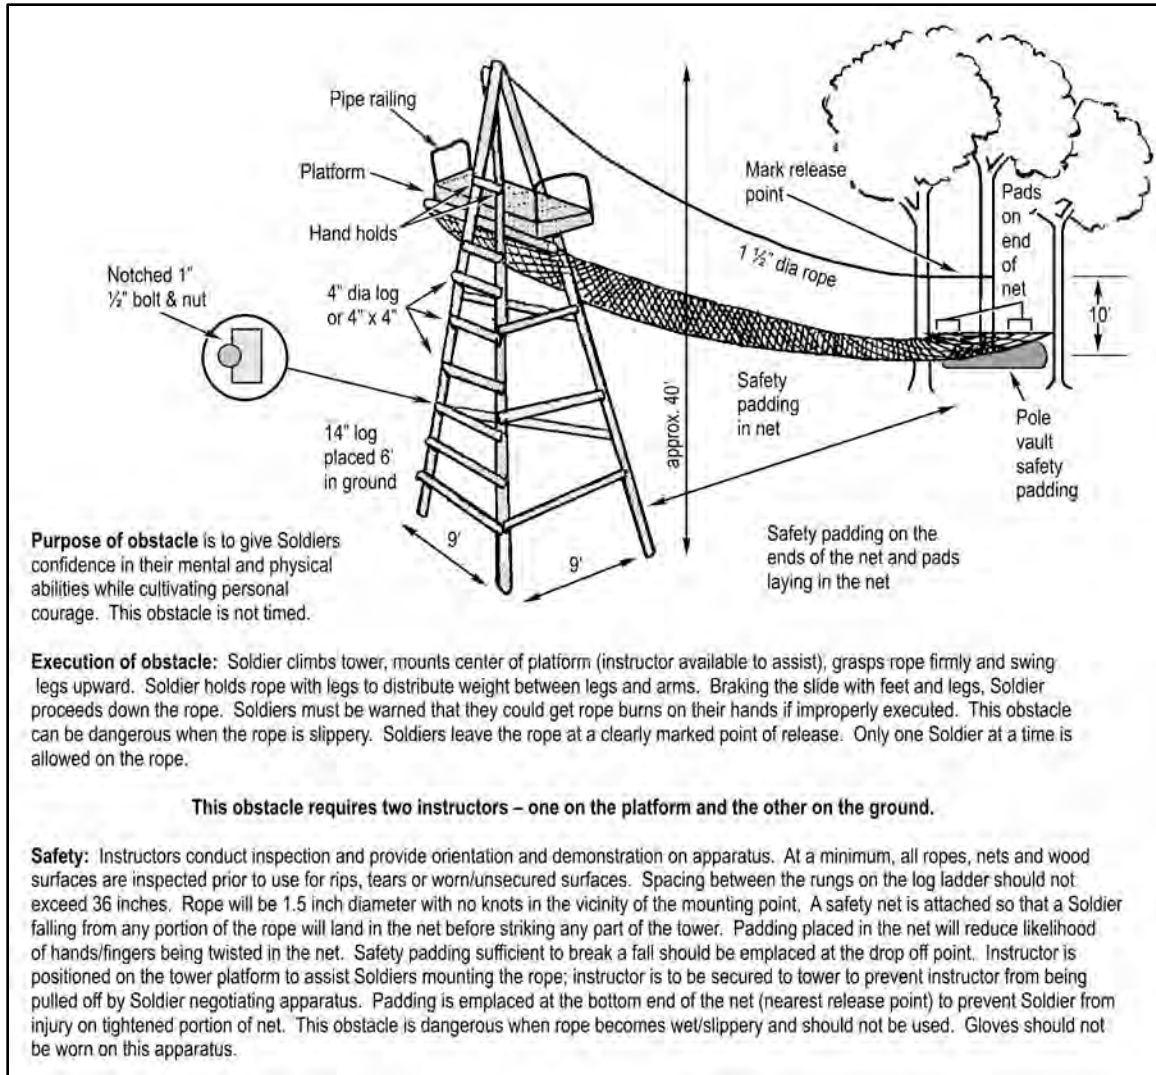 Pipe railing
Platform
Hand holds
Notched 1"
½" bolt & nut
4" dia log
or 4" x 4"
14" log
placed 6'
in ground
9'
9'
approx. 40'
1 ½" dia rope
Mark release
point
Pads
on
end
of
net
10'
Safety
padding
in net
Pole
vault
safety
padding
Safety padding on the
ends of the net and pads
laying in the net
Purpose of obstacle is to give Soldiers
confidence in their mental and physical
abilities while cultivating personal
courage. This obstacle is not timed.
Execution of obstacle: Soldier climbs tower, mounts center of platform (instructor available to assist), grasps rope firmly and swing
legs upward. Soldier holds rope with legs to distribute weight between legs and arms. Braking the slide with feet and legs, Soldier
proceeds down the rope. Soldiers must be warned that they could get rope burns on their hands if improperly executed. This obstacle
can be dangerous when the rope is slippery. Soldiers leave the rope at a clearly marked point of release. Only one Soldier at a time is
allowed on the rope.
This obstacle requires two instructors – one on the platform and the other on the ground.
Safety: Instructors conduct inspection and provide orientation and demonstration on apparatus. At a minimum, all ropes, nets and wood
surfaces are inspected prior to use for rips, tears or worn/unsecured surfaces. Spacing between the rungs on the log ladder should not
exceed 36 inches. Rope will be 1.5 inch diameter with no knots in the vicinity of the mounting point. A safety net is attached so that a Soldier
falling from any portion of the rope will land in the net before striking any part of the tower. Padding placed in the net will reduce likelihood
of hands/fingers being twisted in the net. Safety padding sufficient to break a fall should be emplaced at the drop off point. Instructor is
positioned on the tower platform to assist Soldiers mounting the rope; instructor is to be secured to tower to prevent instructor from being
pulled off by Soldier negotiating apparatus. Padding is emplaced at the bottom end of the net (nearest release point) to prevent Soldier from
injury on tightened portion of net. This obstacle is dangerous when rope becomes wet/slippery and should not be used. Gloves should not
be worn on this apparatus.